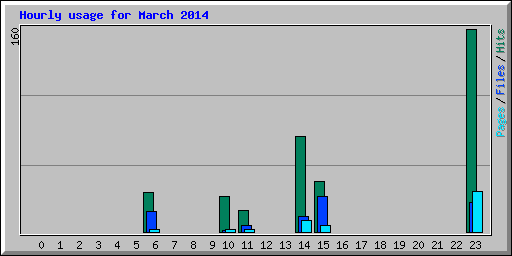 Hourly usage for March 2014
160
Pages/Files/Hits
0 1 2 3 4 5 6 7 8 9 10 11 12 13 14 15 16 17 18 19 20 21 22 23